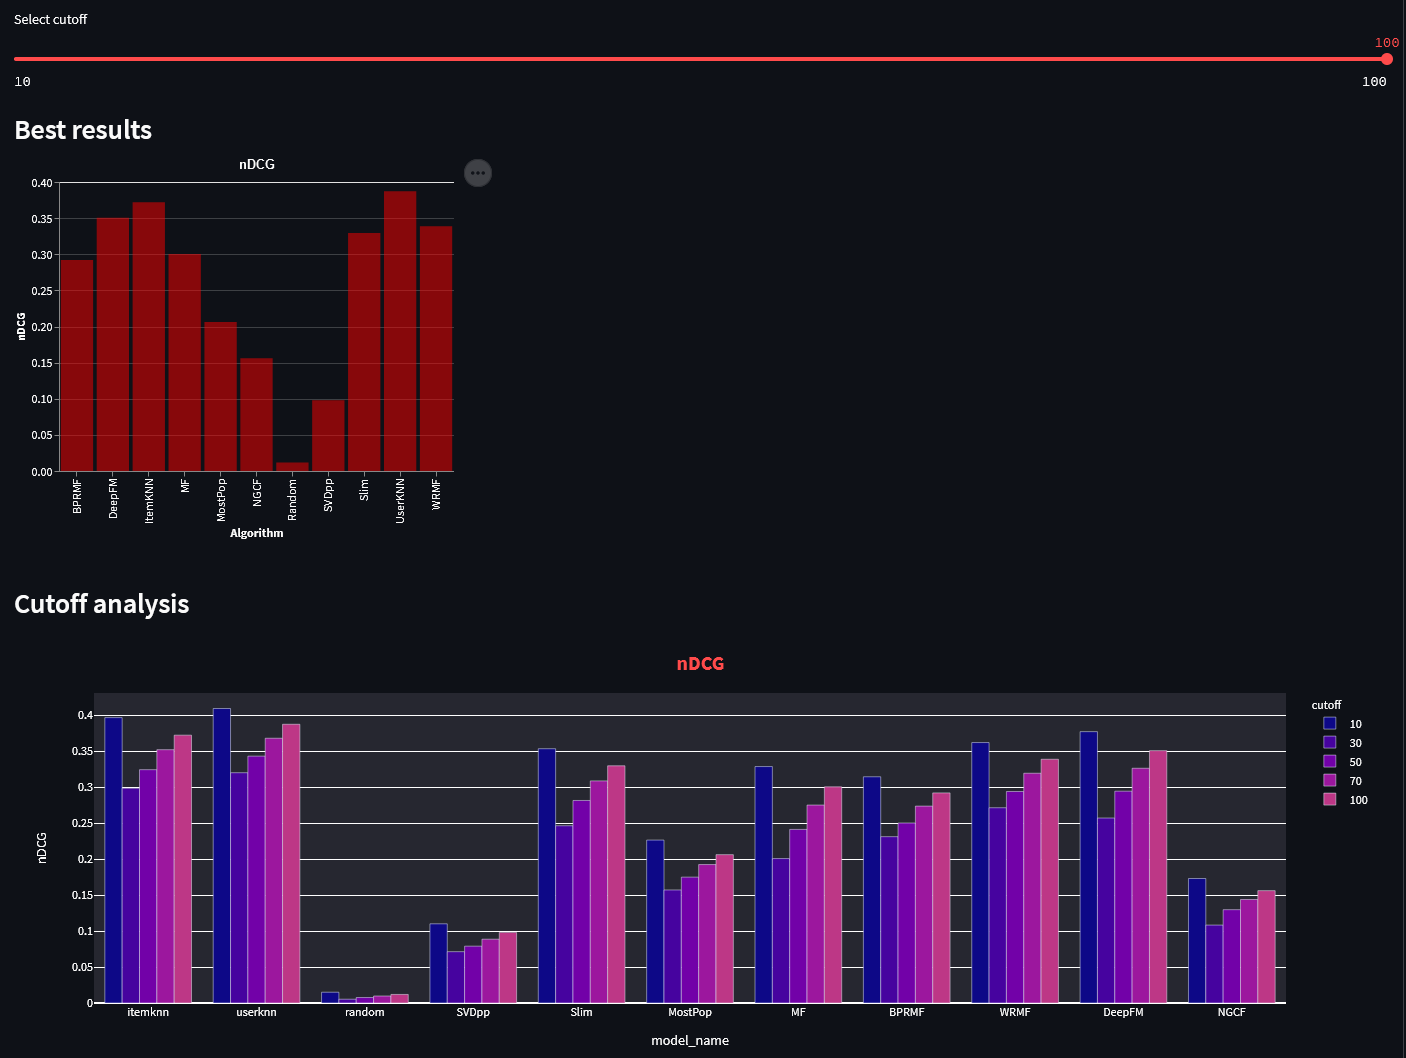 Select cutoff
100
10
100
Best results
nDCG
0.40
0.35
0.30
0.25
0.20
0.15
0.10
0.05
0.00
nDCG
BPRMF
DeepFM
ItemKNN
MF
MostPop
NGCF
Random
SVDpp
Slim
UserKNN
WRMF
Algorithm
Cutoff analysis
nDCG
0.4
0.35
0.3
0.25
0.2
0.15
0.1
0.05
0
nDCG
itemknn
userknn
random
SVDpp
Slim
MostPop
MF
BPRMF
WRMF
DeepFM
NGCF
model_name
cutoff
10
30
50
70
100